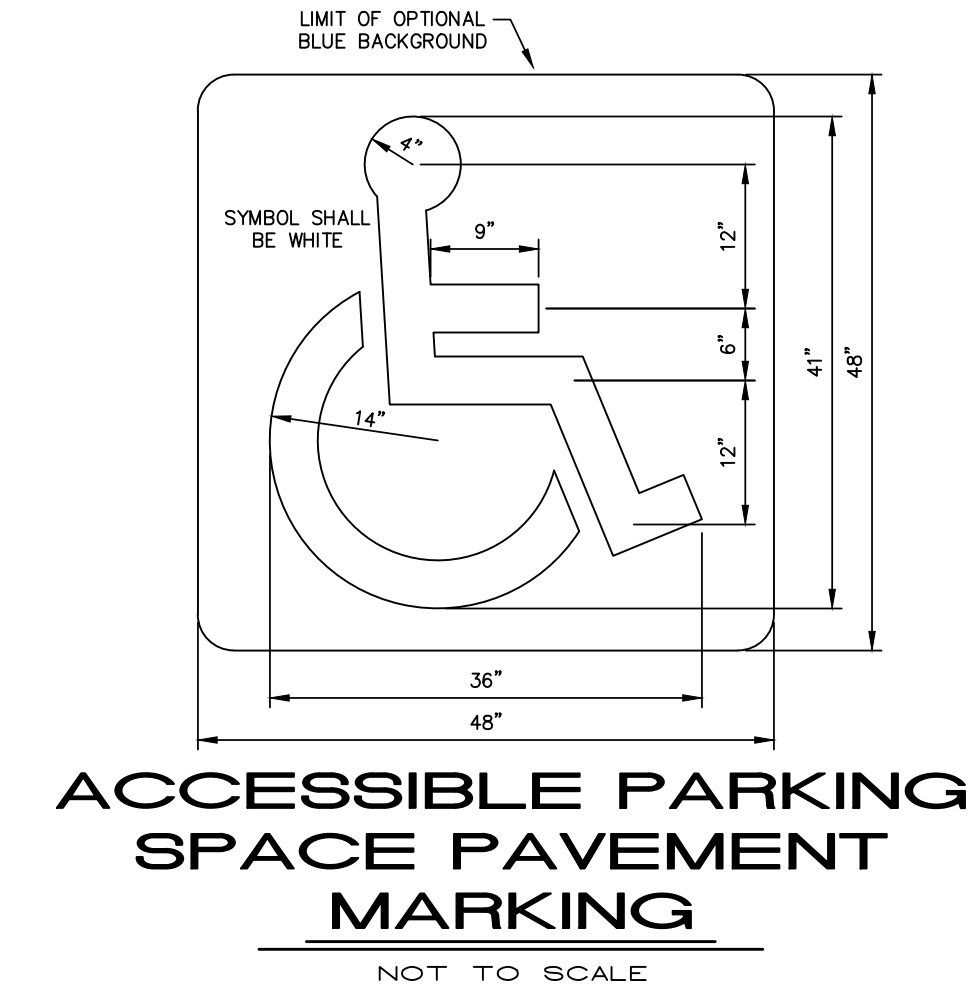 LIMIT OF OPTIONAL
BLUE BACKGROUND
4"
SYMBOL SHALL
BE WHITE
9"
12"
6"
41"
48"
14"
12"
36"
48"
ACCESSIBLE PARKING
SPACE PAVEMENT
MARKING
NOT TO SCALE